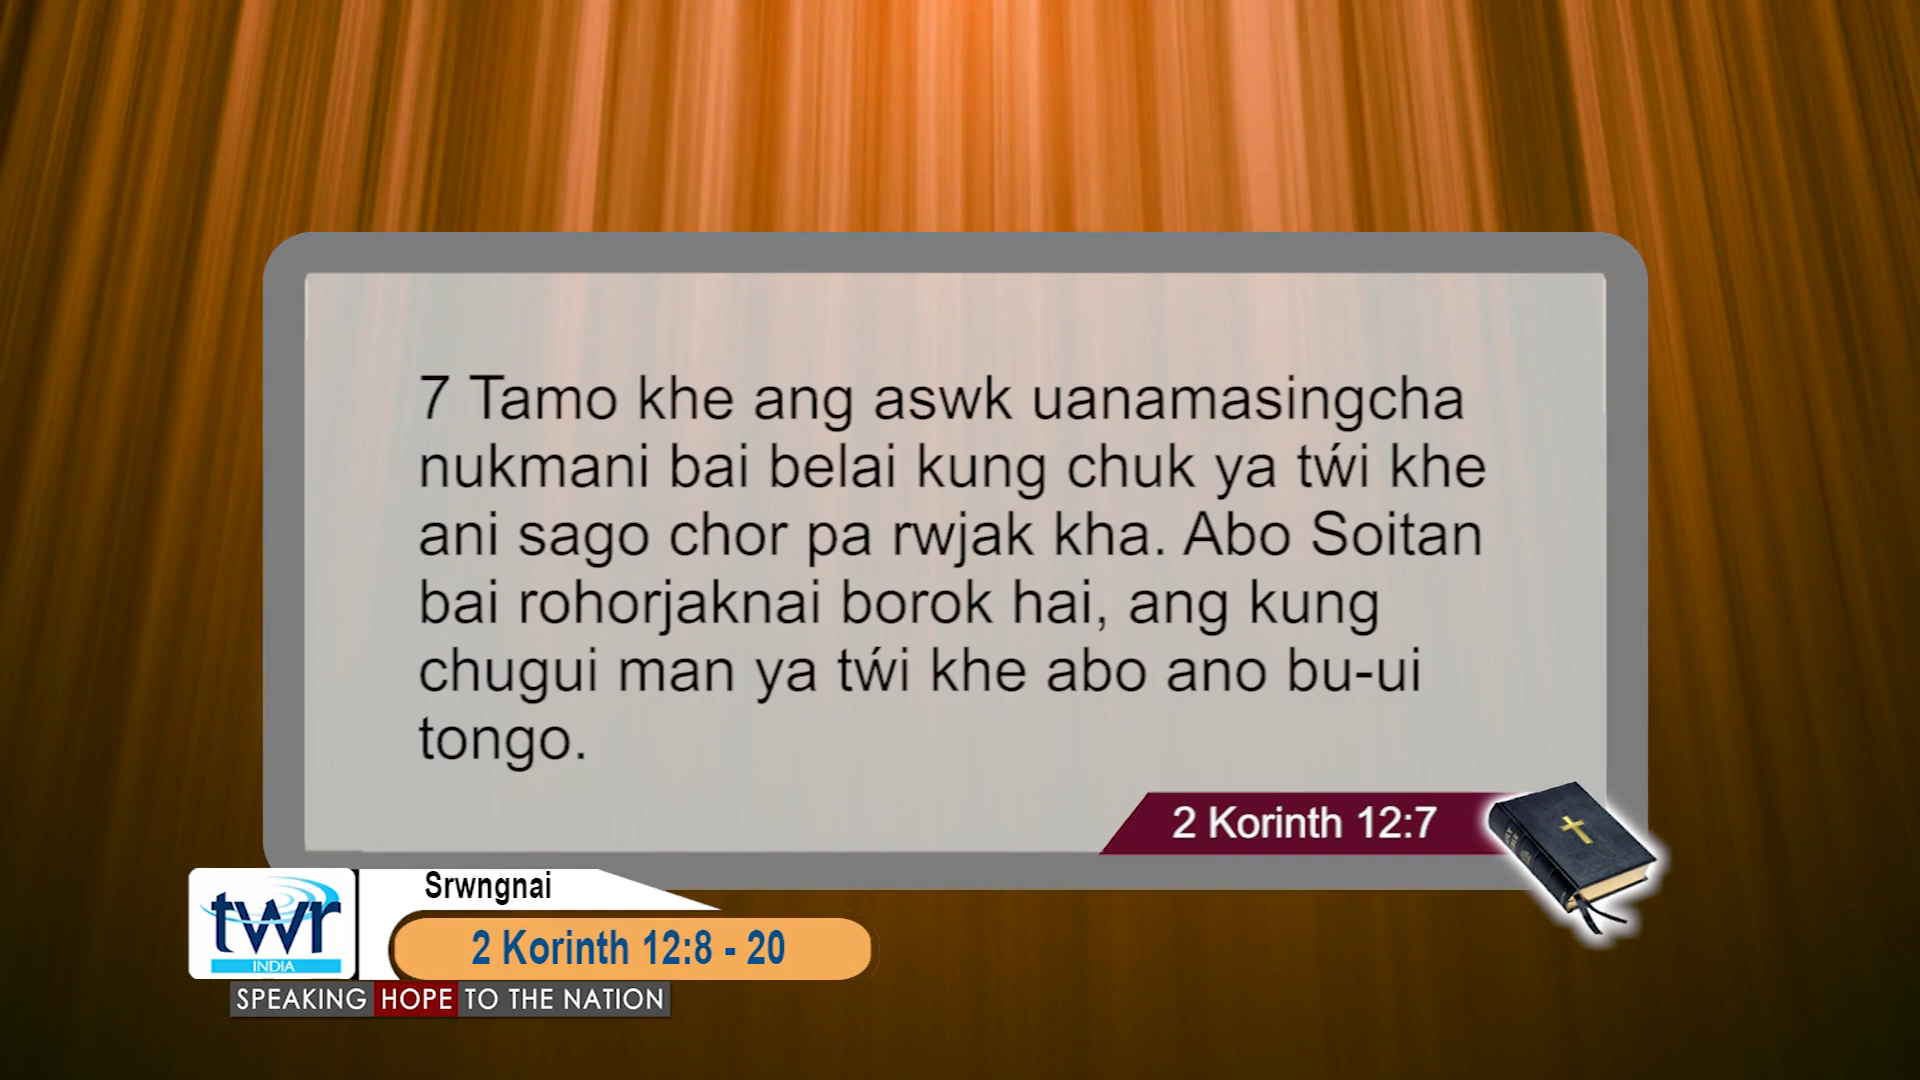 7 Tamo khe ang aswk uanamasingcha
nukmani bai belai kung chuk ya tẃi khe
ani sago chor pa rwjak kha. Abo Soitan
bai rohorjaknai borok hai, ang kung
chugui man ya tẃi khe abo ano bu-ui
tongo.
2 Korinth 12:7
Srwngnai
2 Korinth 12:8 - 20
twr
INDIA
SPEAKING HOPE TO THE NATION